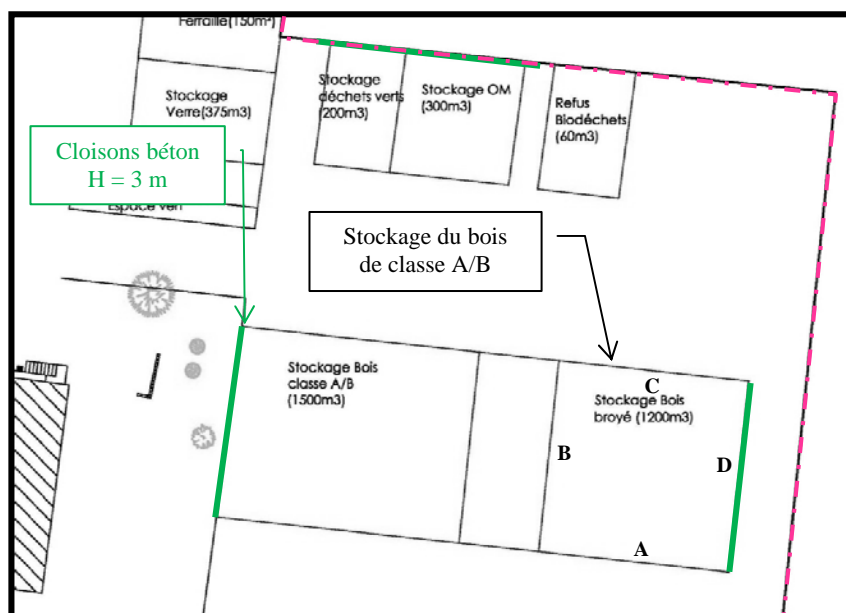 Ferraille(150m³)
Stockage
Verre(375m3)
Espace vert
Stockage
déchets verts
(200m3)
Stockage OM
(300m3)
Refus
Biodéchets
(60m3)
Cloisons béton
H = 3 m
Stockage du bois
de classe A/B
Stockage Bois
classe A/B
(1500m3)
C
Stockage Bois
broyé (1200m3)
B
D
A